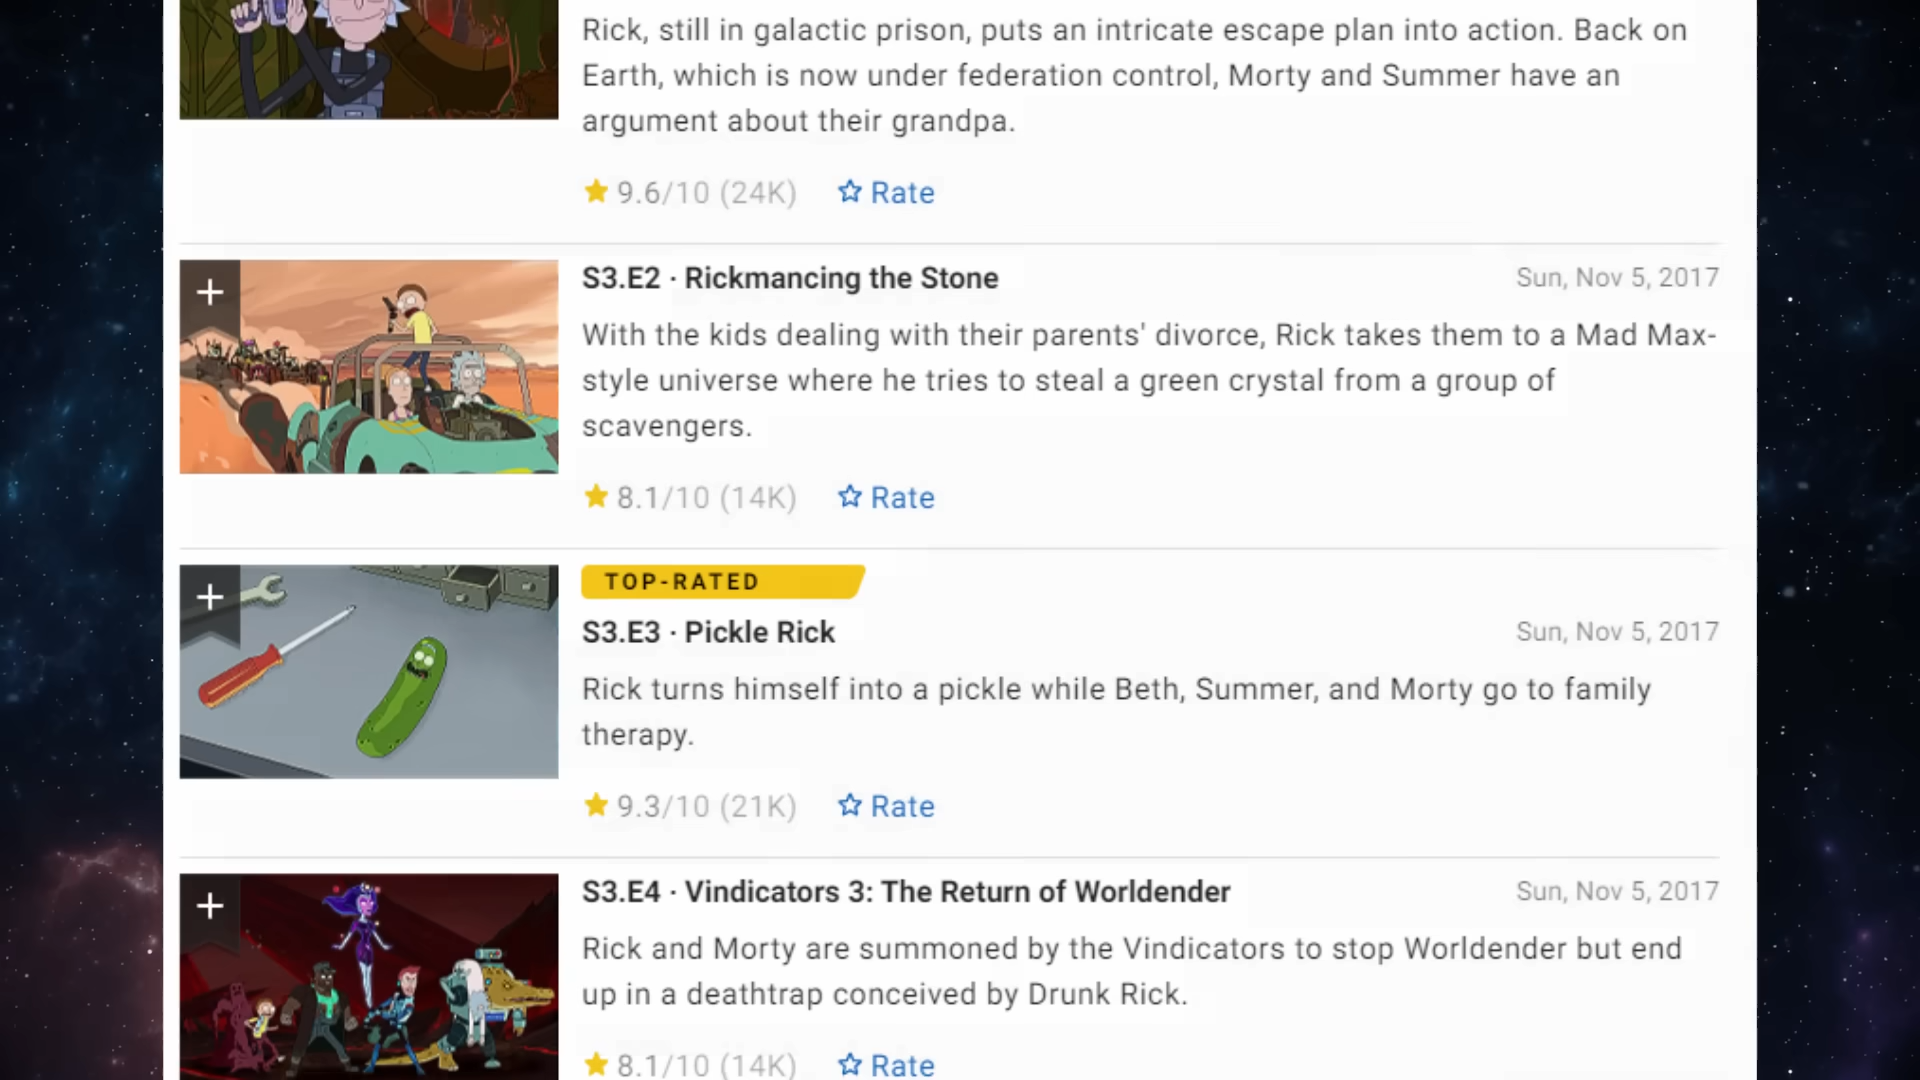 Rick, still in galactic prison, puts an intricate escape plan into action. Back on
Earth, which is now under federation control, Morty and Summer have an
argument about their grandpa.
9.6/10 (24K) Rate
S3.E2 · Rickmancing the Stone Sun, Nov 5, 2017
With the kids dealing with their parents' divorce, Rick takes them to a Mad Max-
style universe where he tries to steal a green crystal from a group of
scavengers.
8.1/10 (14K) Rate
TOP-RATED
S3.E3 · Pickle Rick Sun, Nov 5, 2017
Rick turns himself into a pickle while Beth, Summer, and Morty go to family
therapy.
9.3/10 (21K) Rate
S3.E4 · Vindicators 3: The Return of Worldender Sun, Nov 5, 2017
Rick and Morty are summoned by the Vindicators to stop Worldender but end
up in a deathtrap conceived by Drunk Rick.
8.1/10 (14K) Rate